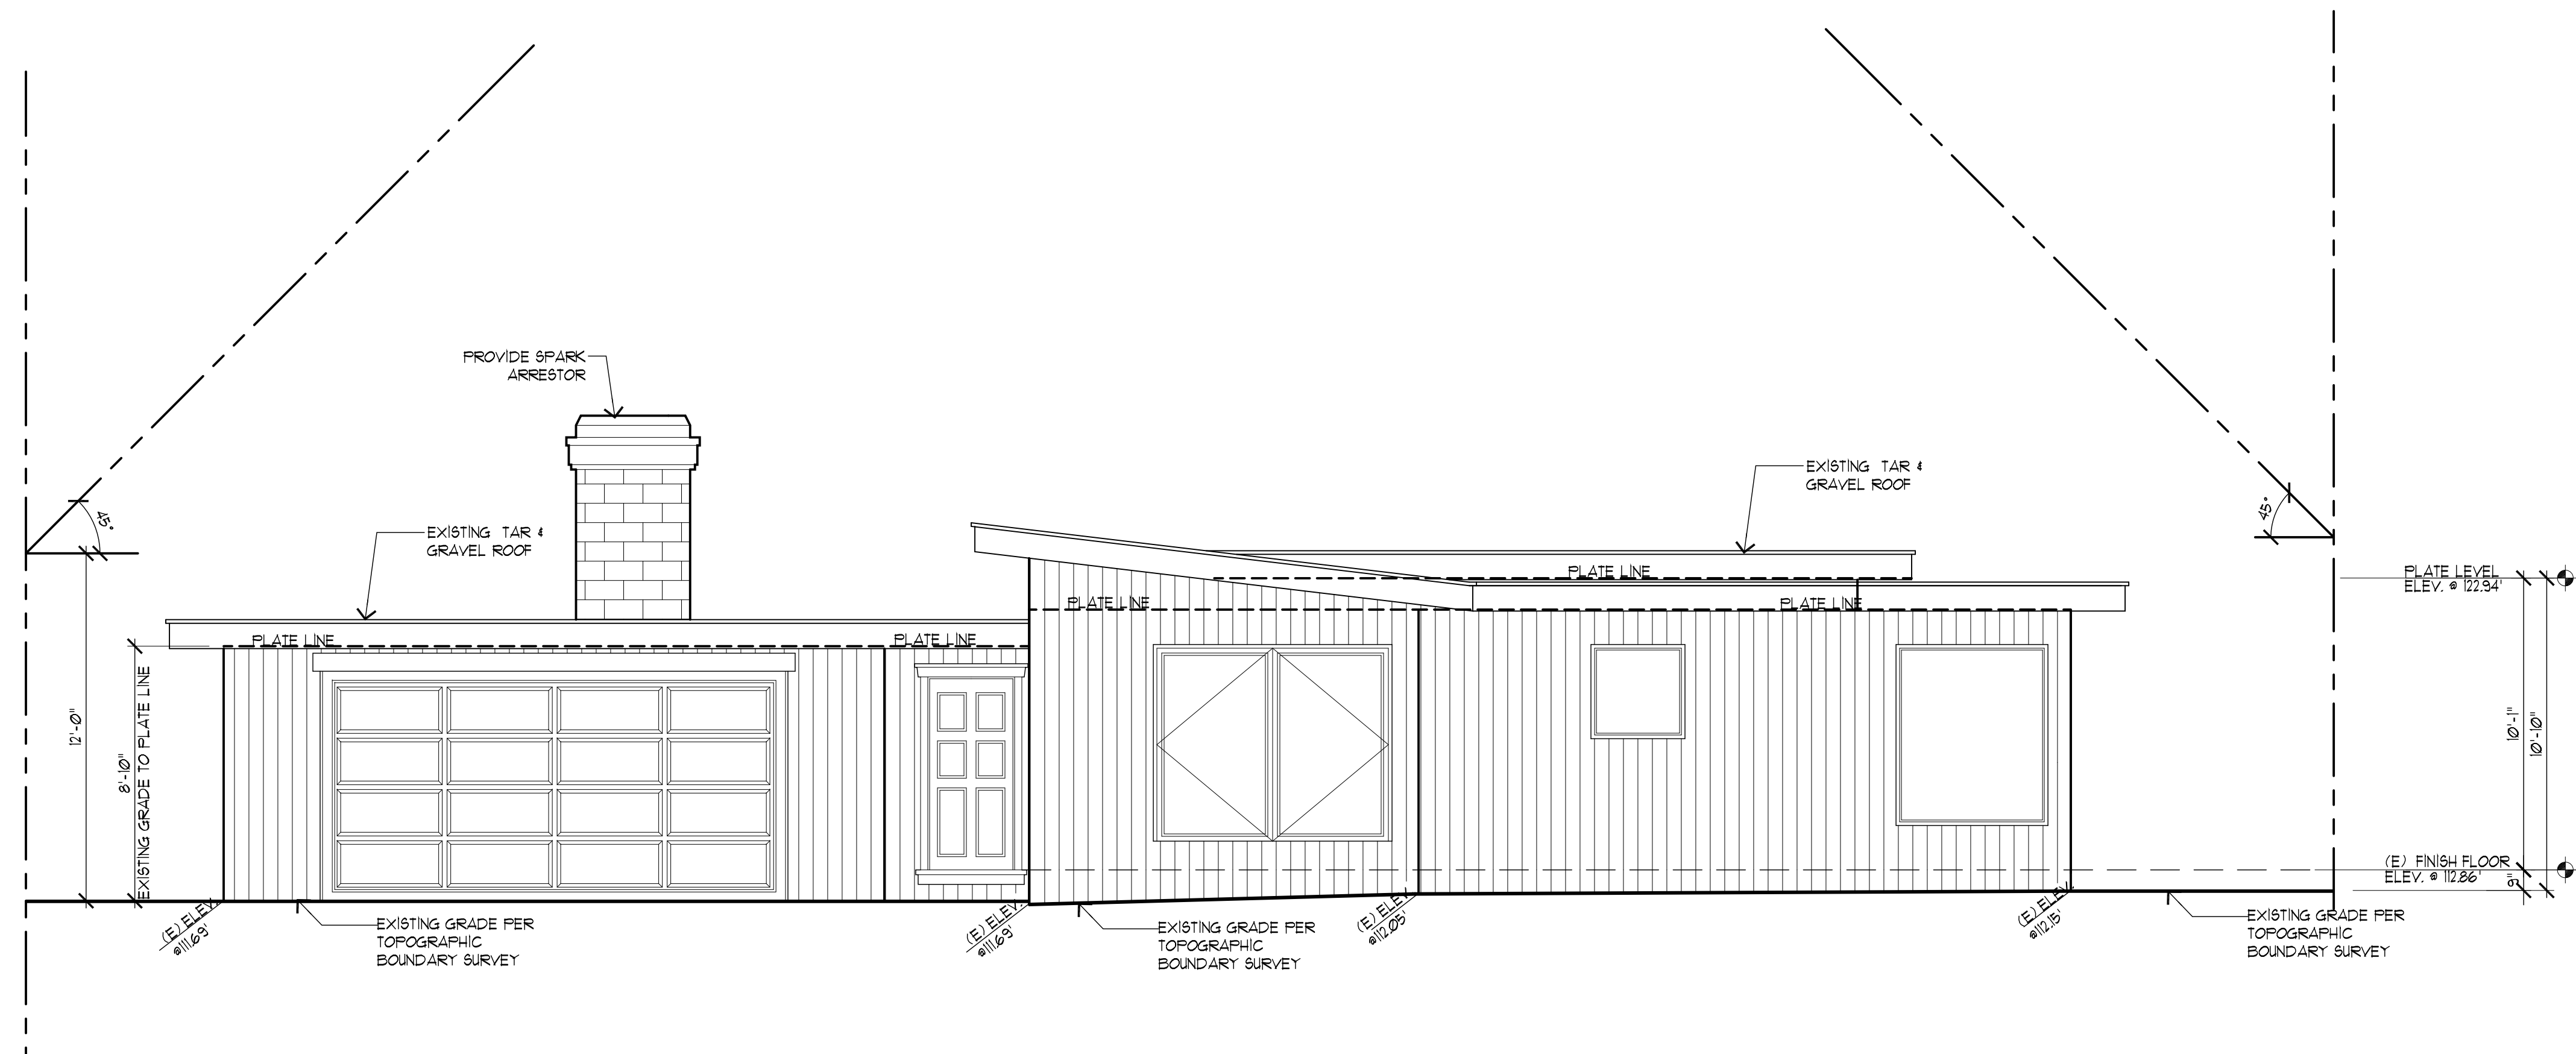 PROVIDE SPARK
ARRESTOR
EXISTING TAR &
GRAVEL ROOF
EXISTING TAR &
GRAVEL ROOF
45°
45°
PLATE LINE
PLATE LINE
PLATE LINE
PLATE LINE
PLATE LINE
PLATE LEVEL
ELEV. @ 122.94'
12'-0"
8'-10"
EXISTING GRADE TO PLATE LINE
10'-1"
10'-10"
9"
(E) FINISH FLOOR
ELEV. @ 112.86'
(E) ELEV.
@111.69'
EXISTING GRADE PER
TOPOGRAPHIC
BOUNDARY SURVEY
(E) ELEV.
@111.69'
EXISTING GRADE PER
TOPOGRAPHIC
BOUNDARY SURVEY
(E) ELEV.
@112.05'
(E) ELEV.
@112.15'
EXISTING GRADE PER
TOPOGRAPHIC
BOUNDARY SURVEY